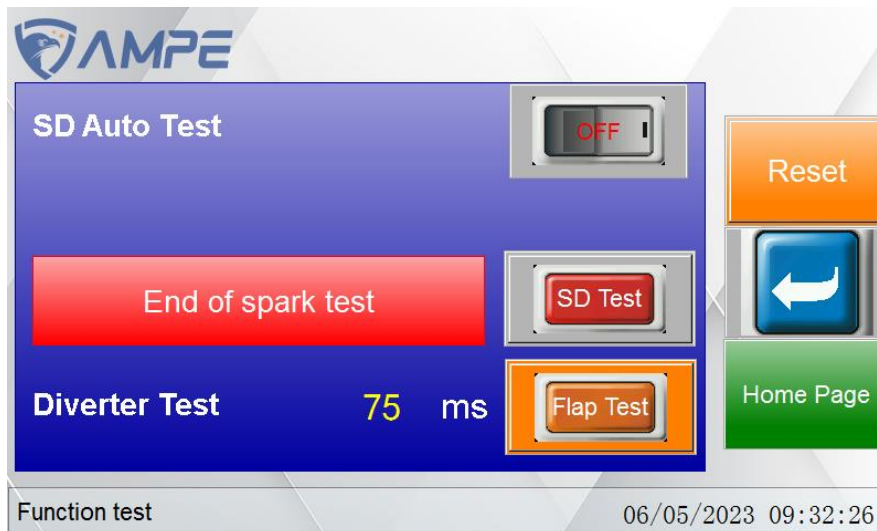 AMPE
SD Auto Test
OFF
Reset
End of spark test
SD Test
Diverter Test 75 ms
Flap Test
Home Page
Function test
06/05/2023 09:32:26